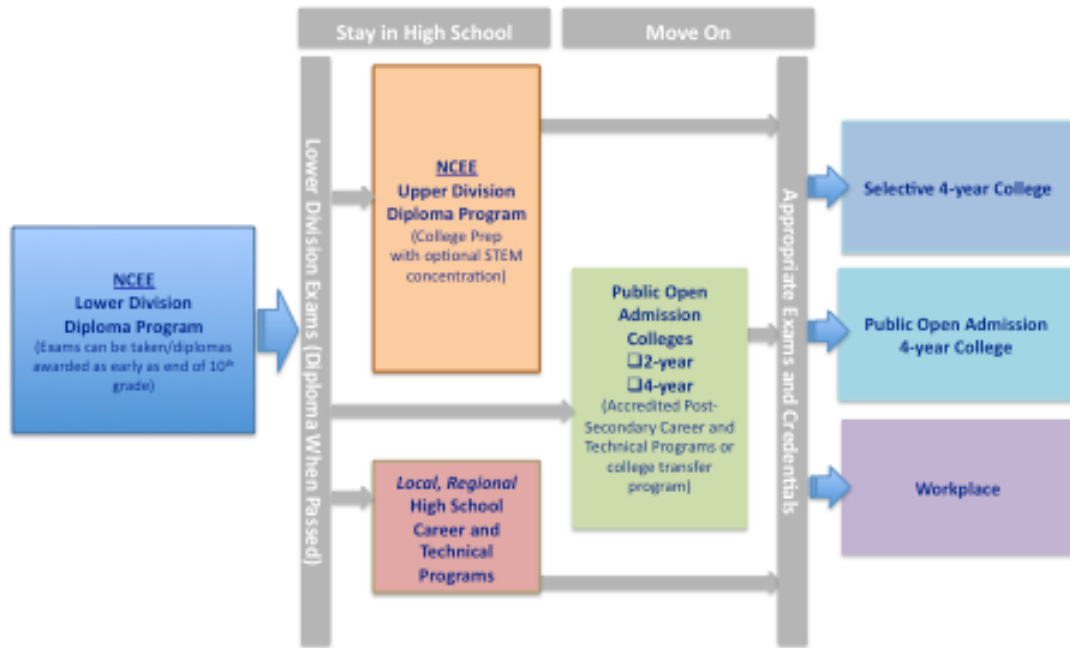 Stay in High School
Move On
NCEE
Lower Division
Diploma Program
(Exams can be taken/diplomas
awarded as early as end of 10th
grade)
Lower Division Exams (Diploma When Passed)
NCEE
Upper Division
Diploma Program
(College Prep
with optional STEM
concentration)
Local, Regional
High School
Career and
Technical
Programs
Public Open
Admission
Colleges
❑2-year
❑4-year
(Accredited Post-
Secondary Career and
Technical Programs or
college transfer
program)
Appropriate Exams and Credentials
Selective 4-year College
Public Open Admission
4-year College
Workplace